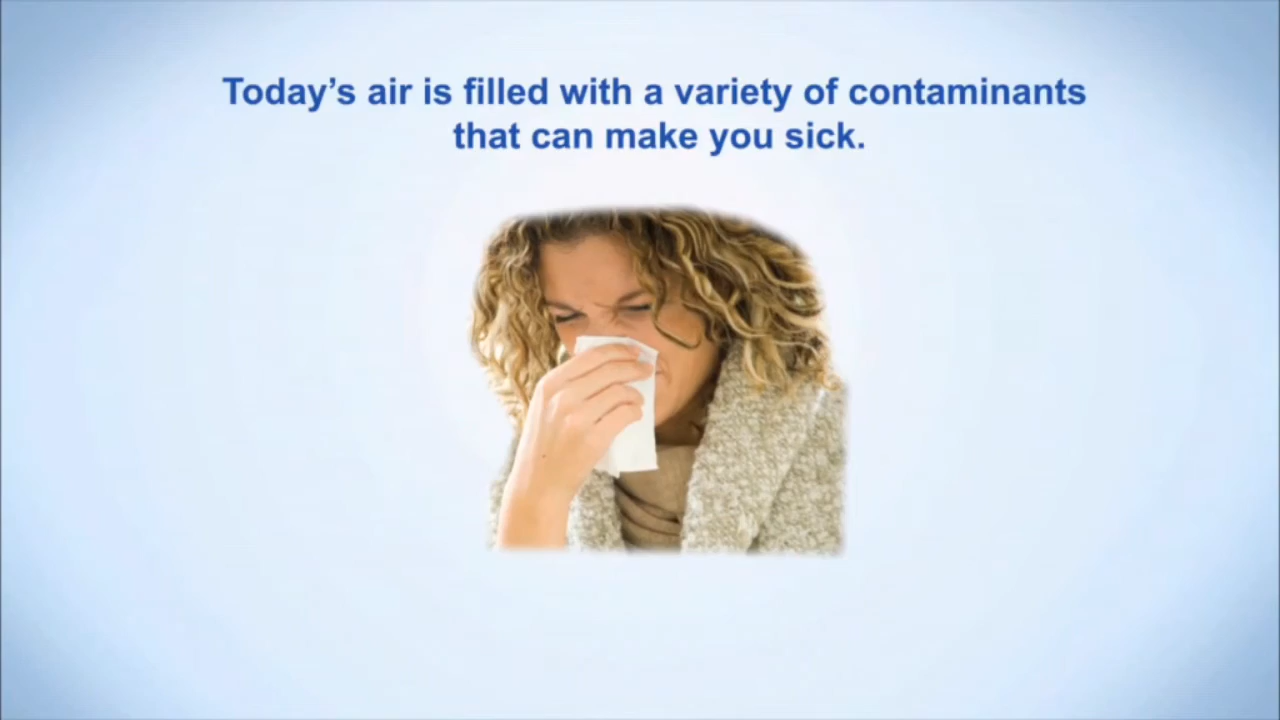 Today’s air is filled with a variety of contaminants
that can make you sick.